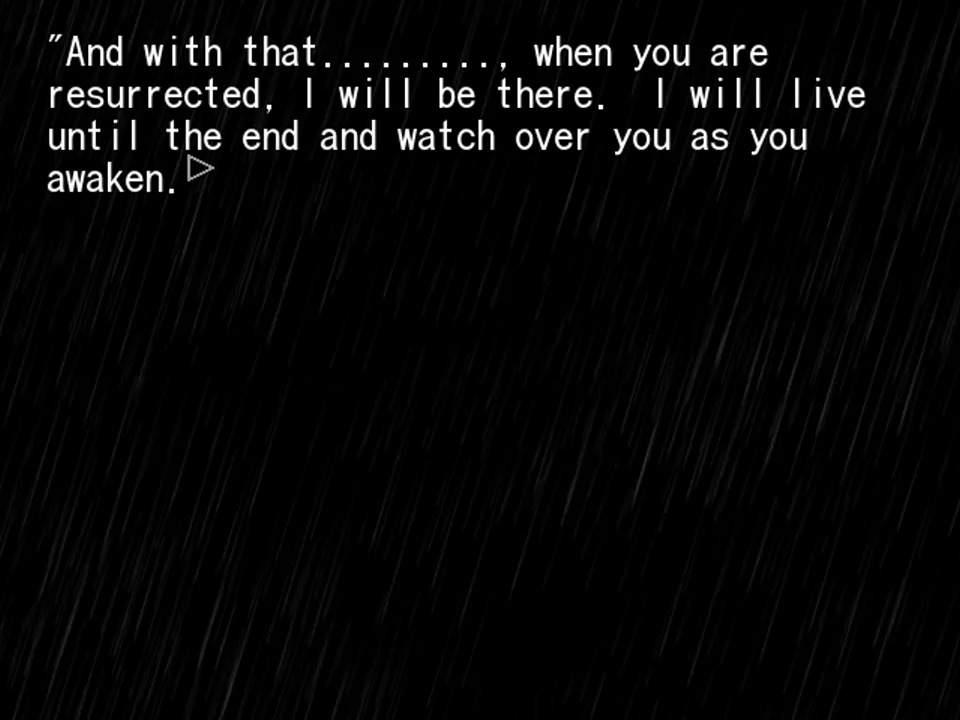 "And with that.........., when you are
resurrected, I will be there.  I will live
until the end and watch over you as you
awaken.